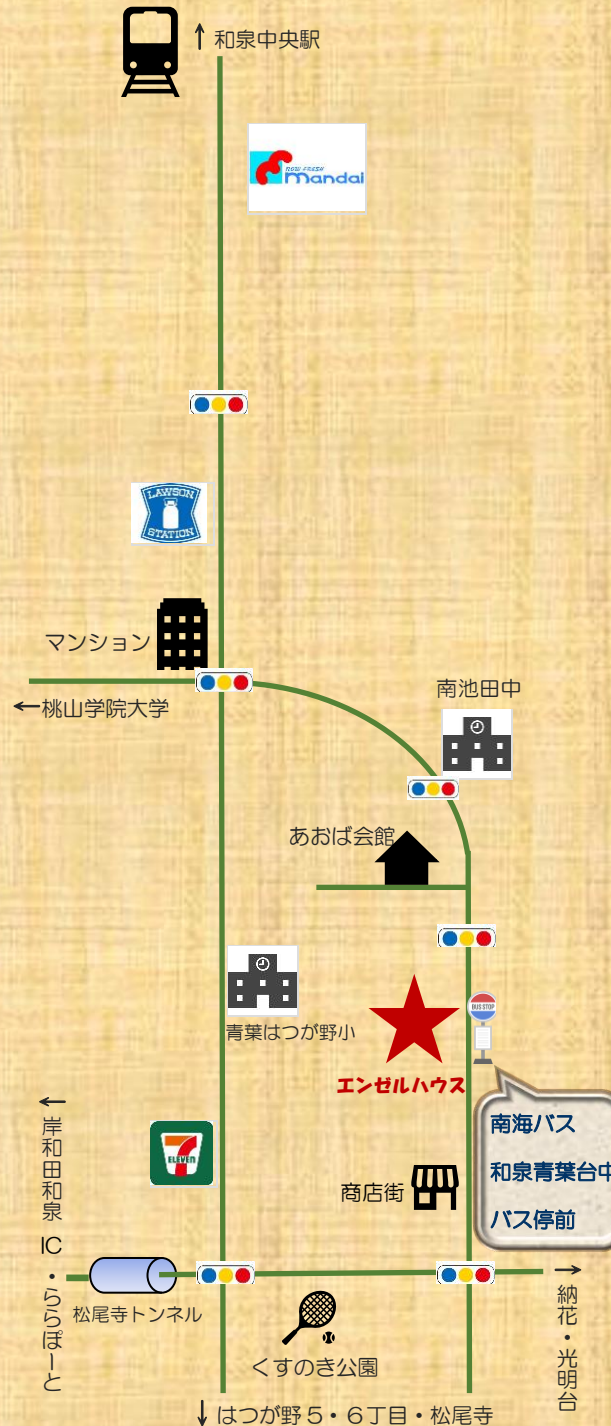 ↑ 和泉中央駅
NOW FRESH
mandai
LAWSON
STATION
マンション
←桃山学院大学
南池田中
あおば会館
青葉はつが野小
BUS STOP
エンゼルハウス
南海バス
和泉青葉台中
バス停前
←岸和田和泉 IC・ららぽーと
7
ELEVEN
商店街
松尾寺トンネル
くすのき公園
→納花・光明台
↓はつが野５・６丁目・松尾寺